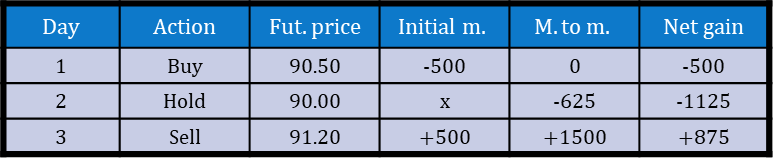 Day Action Fut. price Initial m. M. to m. Net gain
1 Buy 90.50 -500 0 -500
2 Hold 90.00 x -625 -1125
3 Sell 91.20 +500 +1500 +875